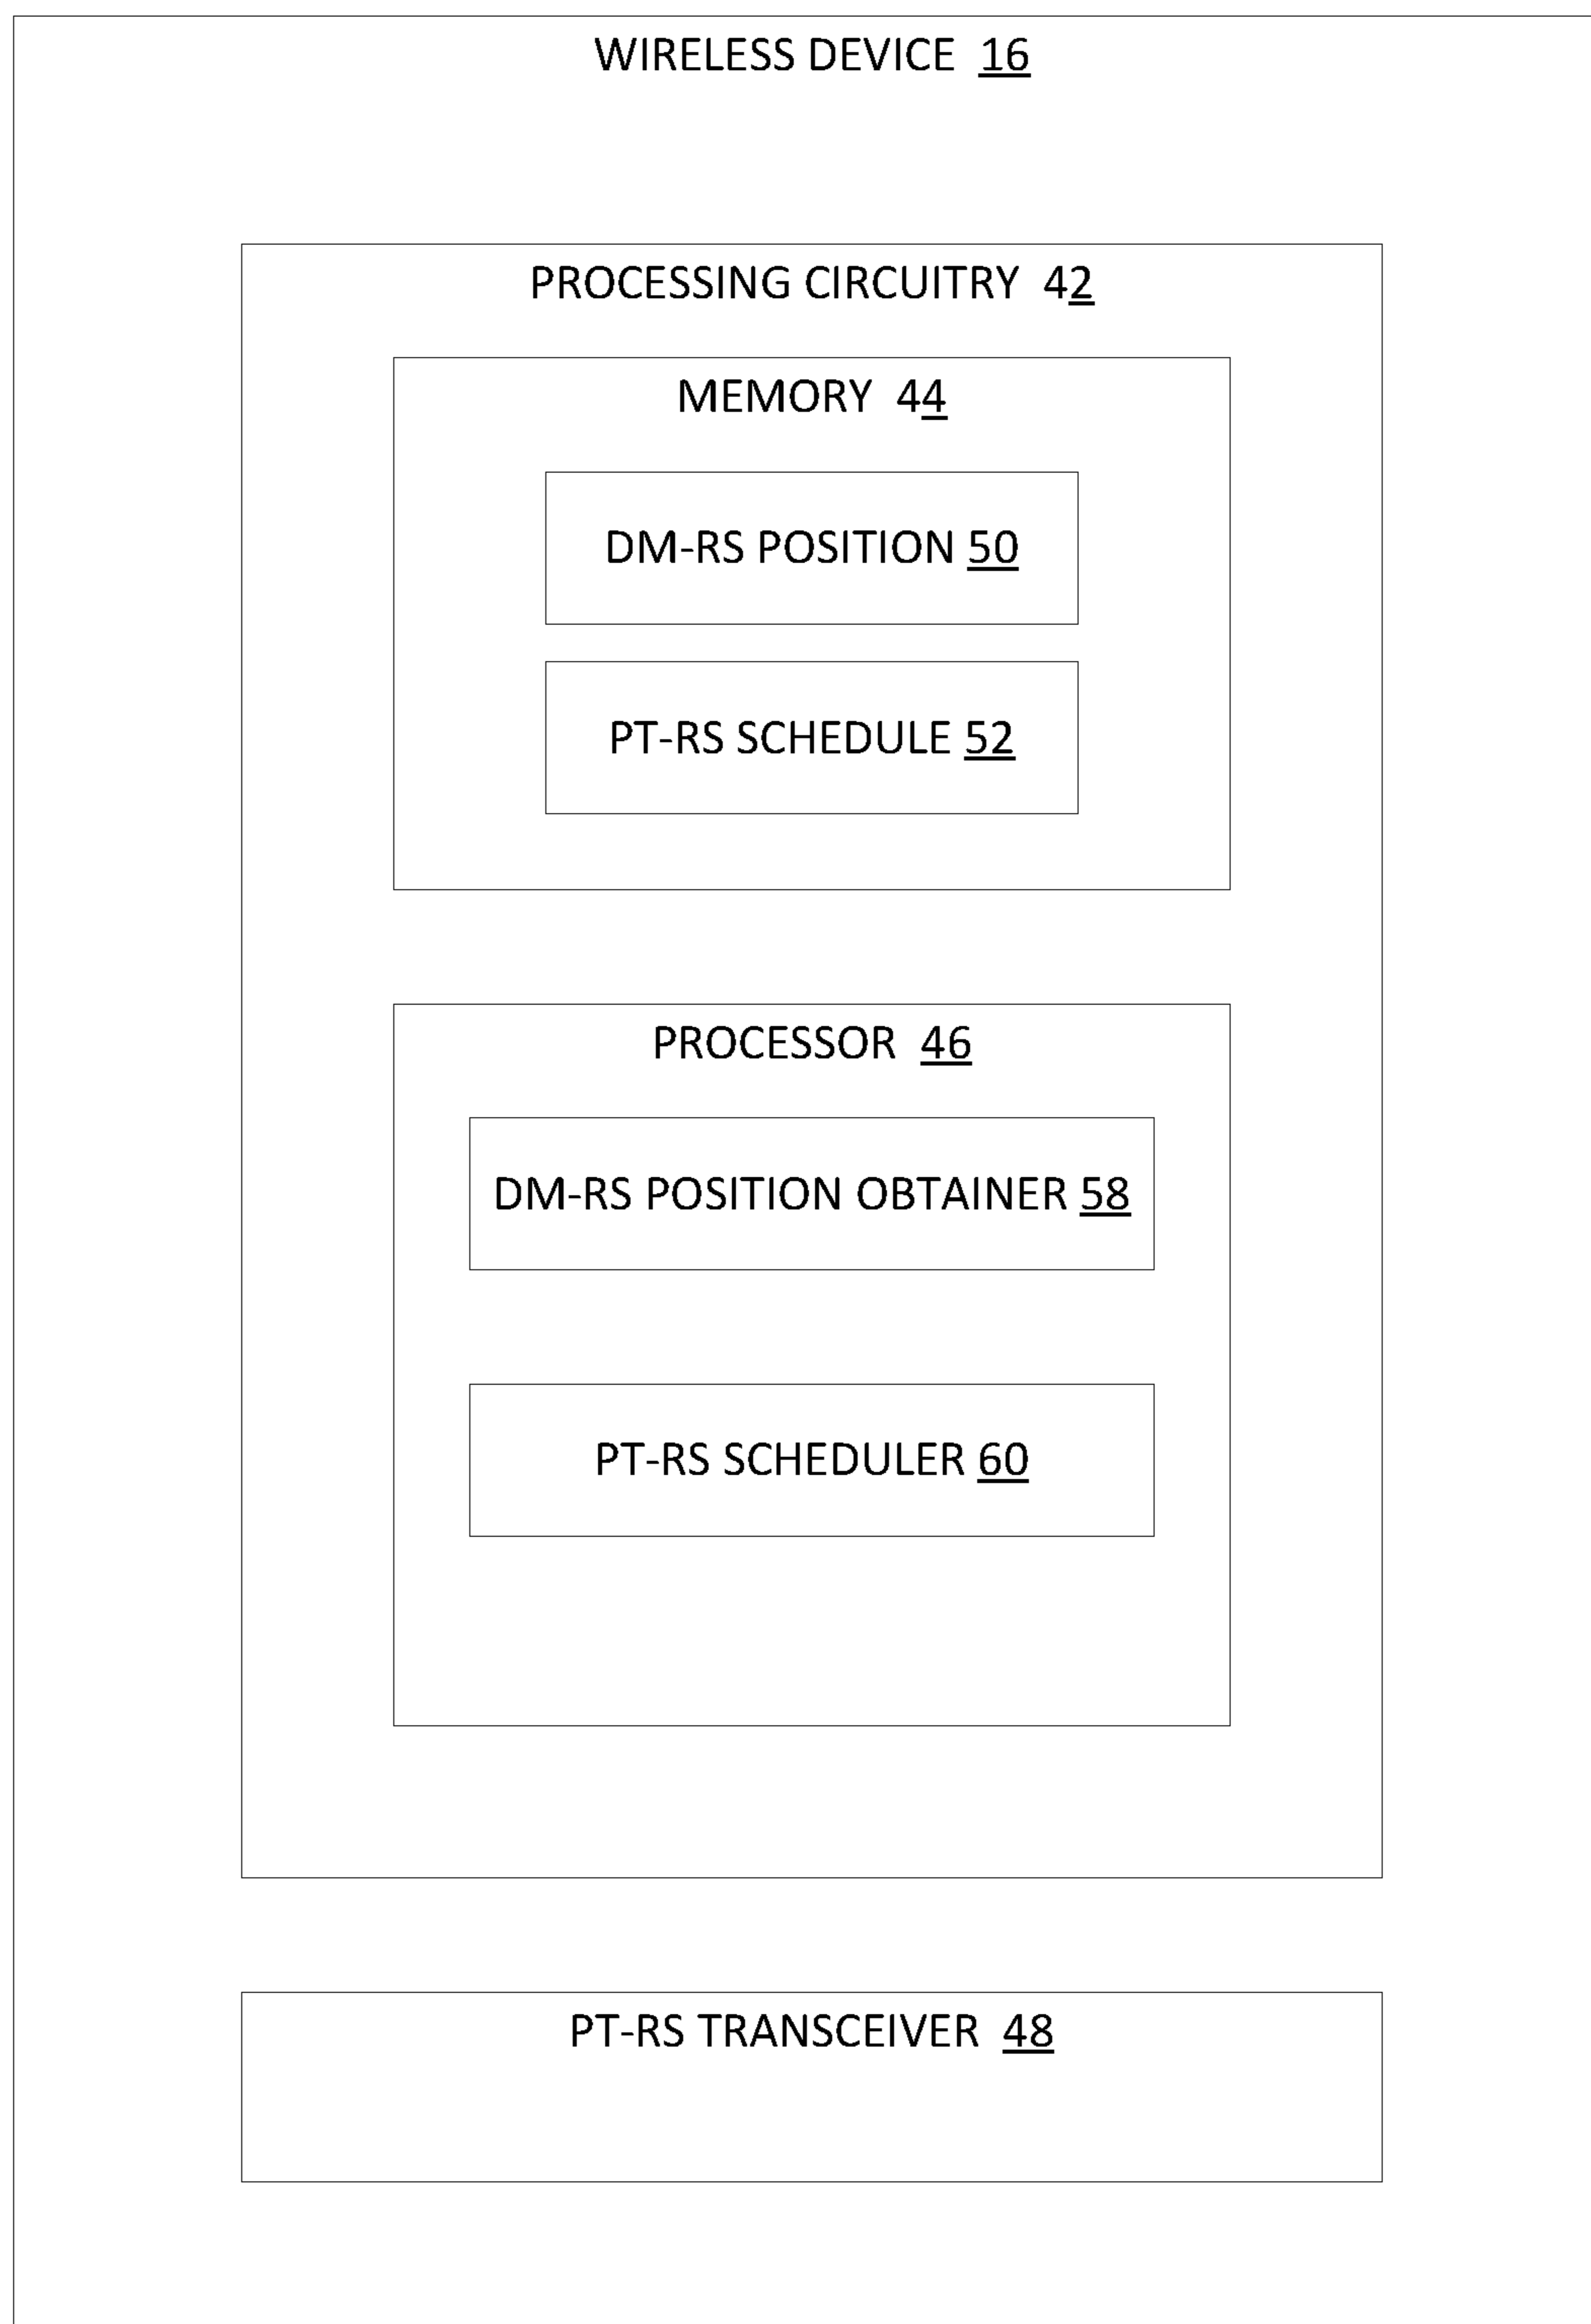 WIRELESS DEVICE 16
PROCESSING CIRCUITRY 42
MEMORY 44
DM-RS POSITION 50
PT-RS SCHEDULE 52
PROCESSOR 46
DM-RS POSITION OBTAINER 58
PT-RS SCHEDULER 60
PT-RS TRANSCEIVER 48